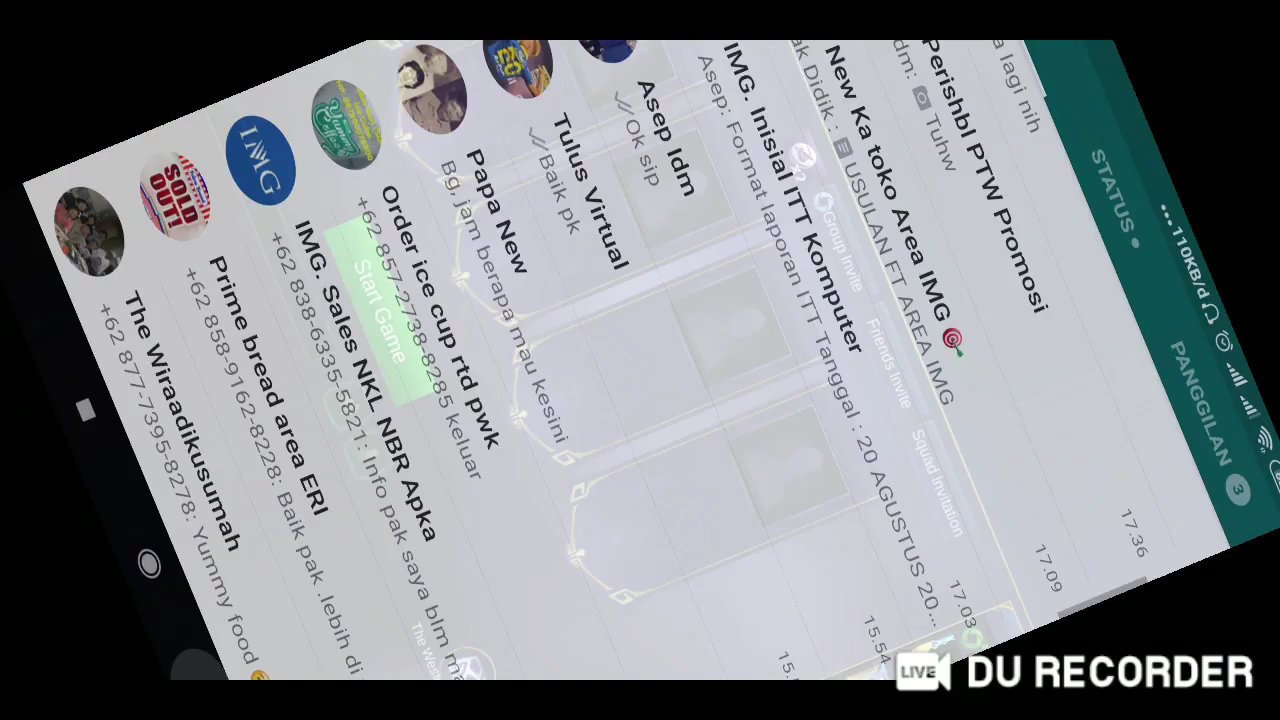 110KB/d
STATUS
PANGGILAN 3
a lagi nih
Perishbl PTW Promosi
17.36
dm: Tuhw
New Ka toko Area IMG
17.09
ak Didik : USULAN FT AREA IMG
IMG. Inisial ITT Komputer
17.03
Asep: Format laporan ITT Tanggal : 20 AGUSTUS 20...
Asep Idm
15.54
Ok sip
Tulus Virtual
15.
Baik pk
Papa New
Bg, jam berapa mau kesini
Order ice cup rtd pwk
+62 857-2738-8285 keluar
IMG. Sales NKL NBR Apka
+62 838-6335-5821: Info pak saya blm ma
Prime bread area ERI
+62 858-9162-8228: Baik pak .lebih di
The Wiraadikusumah
+62 877-7395-8278: Yummy food
Group Invite
Friends Invite
Squad Invitation
Start Game
Yummy
Coffee
IMG
SOLD
OUT!
LIVE DU RECORDER